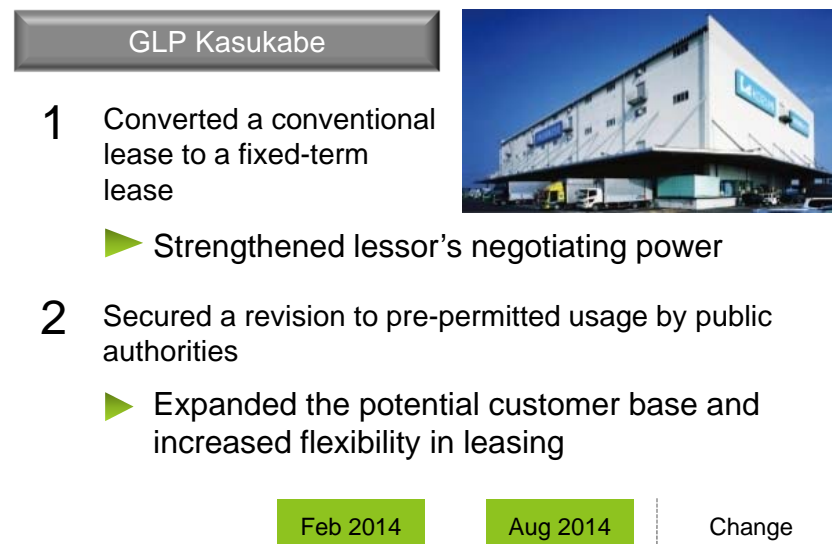 GLP Kasukabe
1 Converted a conventional
lease to a fixed-term
lease
Strengthened lessor’s negotiating power
2 Secured a revision to pre-permitted usage by public
authorities
Expanded the potential customer base and
increased flexibility in leasing
Feb 2014 Aug 2014 Change